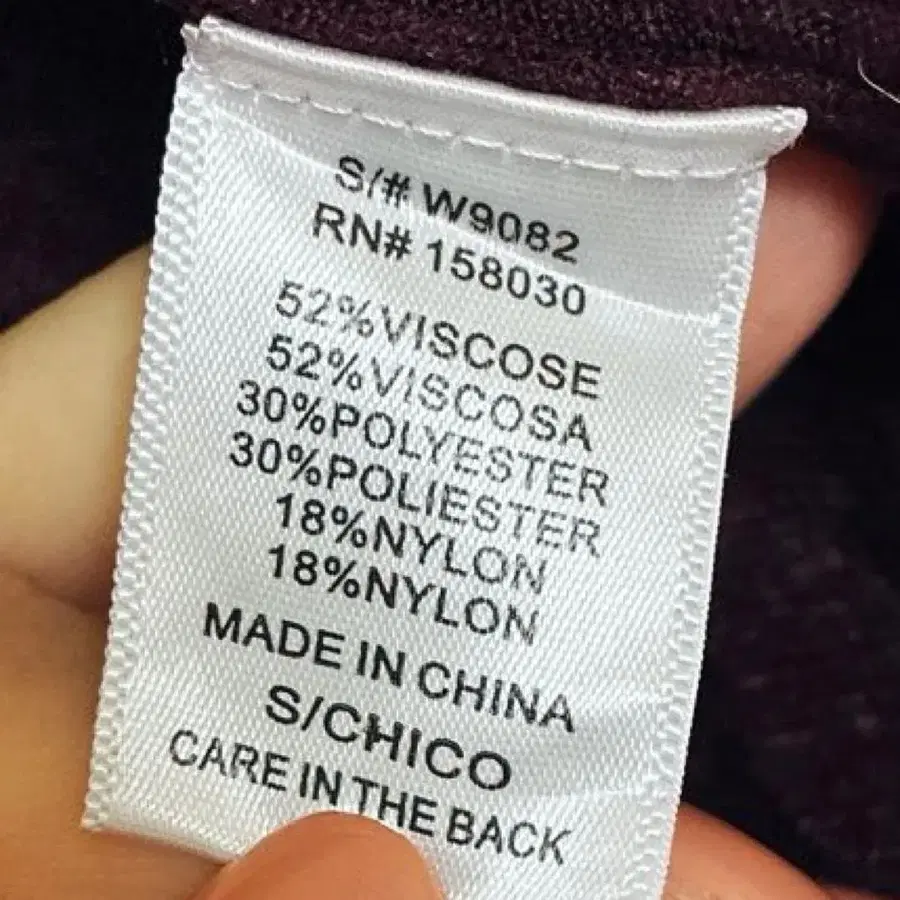 S/# W9082
RN# 158030
52%VISCOSE
52%VISCOSA
30%POLYESTER
30%POLIESTER
18%NYLON
18%NYLON
MADE IN CHINA
S/CHICO
CARE IN THE BACK